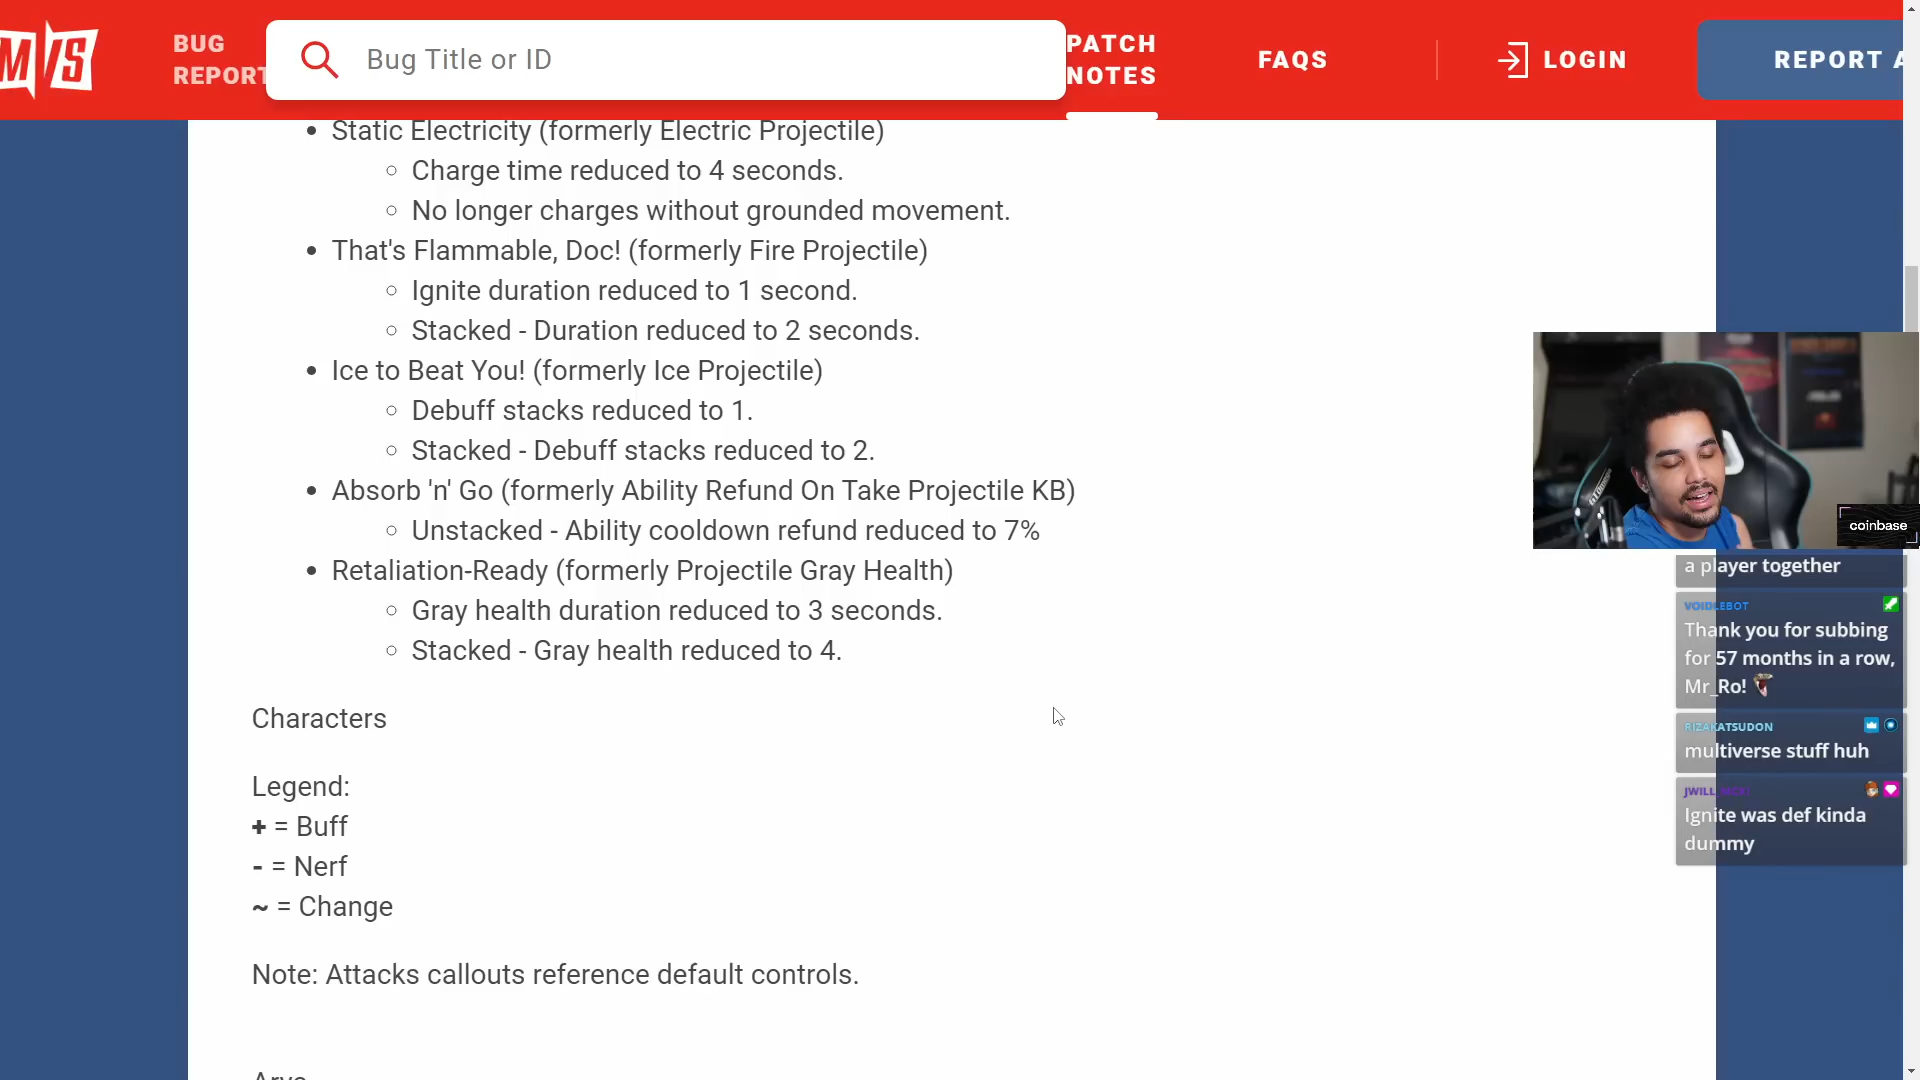 M/S
BUG
REPORT
Bug Title or ID
PATCH
NOTES
FAQS
LOGIN
REPORT A
• Static Electricity (formerly Electric Projectile)
○ Charge time reduced to 4 seconds.
○ No longer charges without grounded movement.
• That's Flammable, Doc! (formerly Fire Projectile)
○ Ignite duration reduced to 1 second.
○ Stacked - Duration reduced to 2 seconds.
• Ice to Beat You! (formerly Ice Projectile)
○ Debuff stacks reduced to 1.
○ Stacked - Debuff stacks reduced to 2.
• Absorb 'n' Go (formerly Ability Refund On Take Projectile KB)
○ Unstacked - Ability cooldown refund reduced to 7%
• Retaliation-Ready (formerly Projectile Gray Health)
○ Gray health duration reduced to 3 seconds.
○ Stacked - Gray health reduced to 4.
Characters
Legend:
+ = Buff
- = Nerf
~ = Change
Note: Attacks callouts reference default controls.
coinbase
a player together
VOIDLEBOT
Thank you for subbing
for 57 months in a row,
Mr_Ro!
RIZAKATSUDON
multiverse stuff huh
Ignite was def kinda
dummy